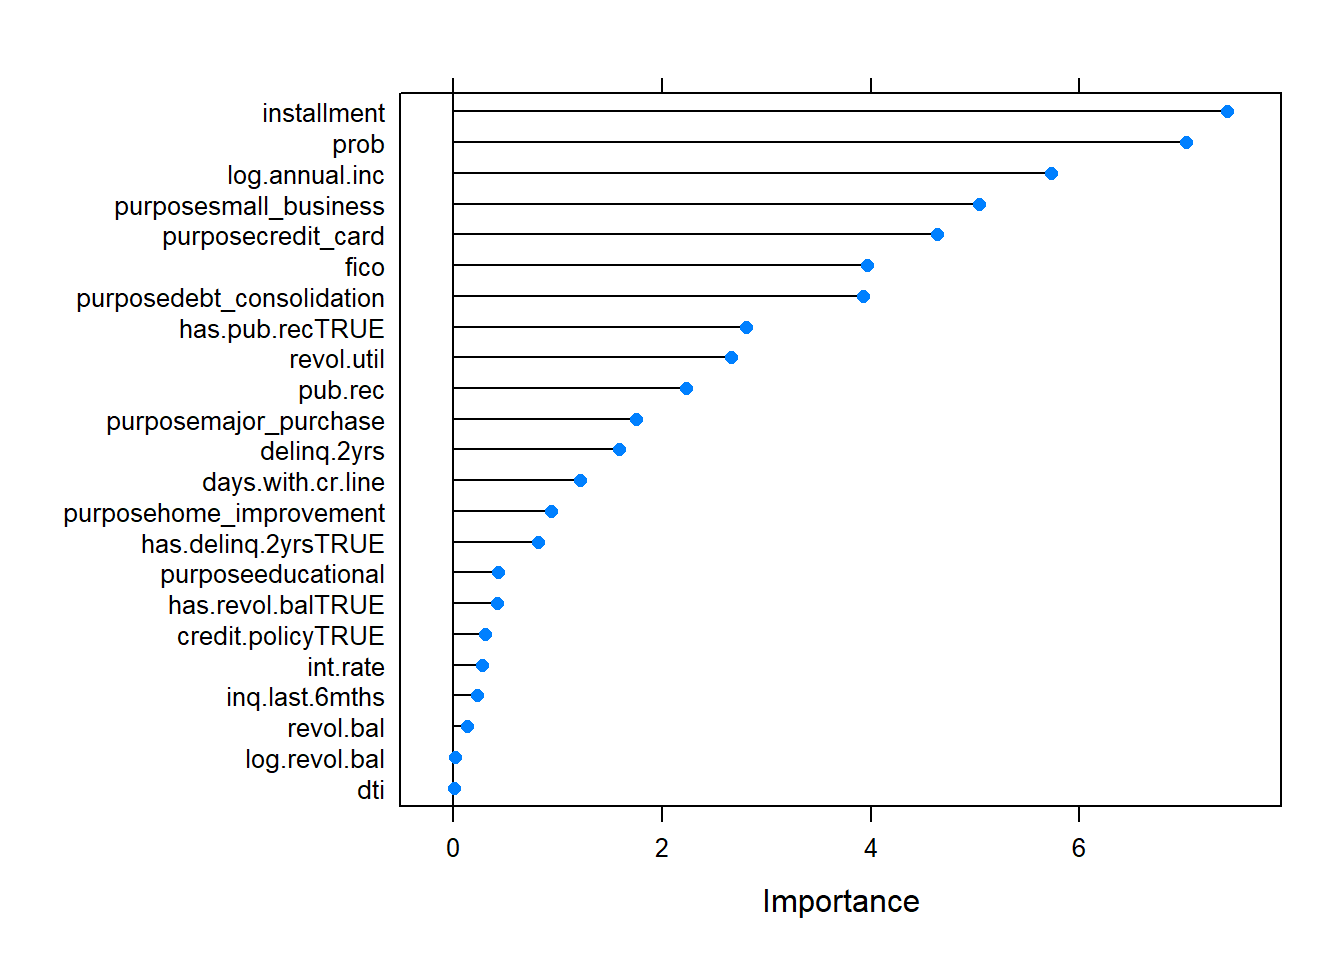 installment
prob
log.annual.inc
purposesmall_business
purposecredit_card
fico
purposedebt_consolidation
has.pub.recTRUE
revol.util
pub.rec
purposemajor_purchase
delinq.2yrs
days.with.cr.line
purposehome_improvement
has.delinq.2yrsTRUE
purposeeducational
has.revol.balTRUE
credit.policyTRUE
int.rate
inq.last.6mths
revol.bal
log.revol.bal
dti
0 2 4 6
Importance